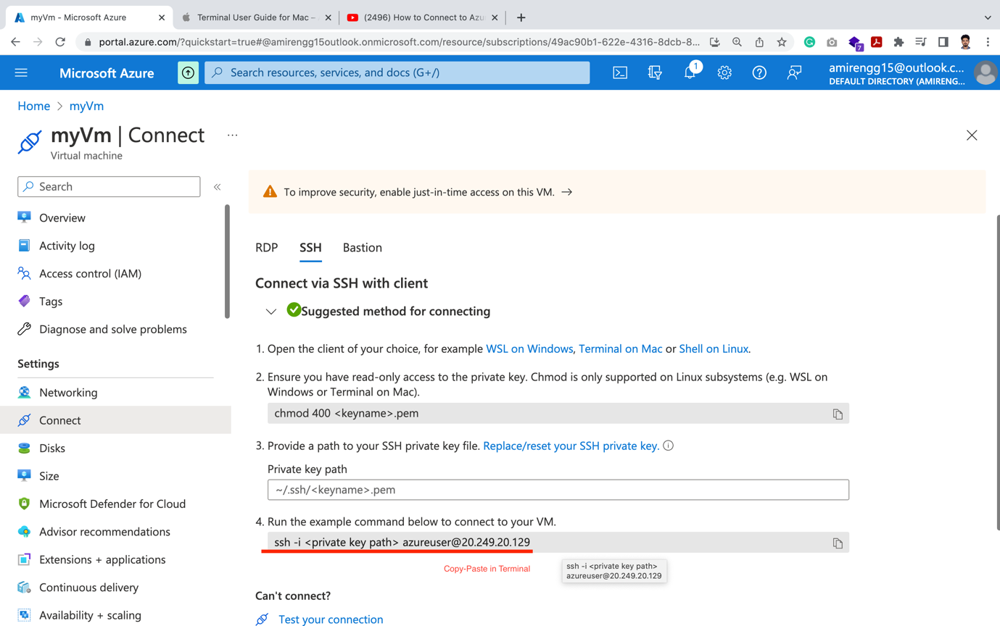 myVm - Microsoft Azure
Terminal User Guide for Mac –
(2496) How to Connect to Azu
portal.azure.com/?quickstart=true#@amirengg15outlook.onmicrosoft.com/resource/subscriptions/49ac90b1-622e-4316-8dcb-8...
7
Microsoft Azure
Search resources, services, and docs (G+/)
1
amirengg15@outlook.c...
DEFAULT DIRECTORY (AMIRENG...
Home > myVm
myVm | Connect ...
Virtual machine
Search
«
Overview
Activity log
Access control (IAM)
Tags
Diagnose and solve problems
Settings
Networking
Connect
Disks
Size
Microsoft Defender for Cloud
Advisor recommendations
Extensions + applications
Continuous delivery
Availability + scaling
To improve security, enable just-in-time access on this VM. →
RDP SSH Bastion
Connect via SSH with client
Suggested method for connecting
1. Open the client of your choice, for example WSL on Windows, Terminal on Mac or Shell on Linux.
2. Ensure you have read-only access to the private key. Chmod is only supported on Linux subsystems (e.g. WSL on
Windows or Terminal on Mac).
chmod 400 <keyname>.pem
3. Provide a path to your SSH private key file. Replace/reset your SSH private key.
Private key path
~/.ssh/<keyname>.pem
4. Run the example command below to connect to your VM.
ssh -i <private key path> azureuser@20.249.20.129
Copy-Paste in Terminal
ssh -i <private key path>
azureuser@20.249.20.129
Can't connect?
Test your connection